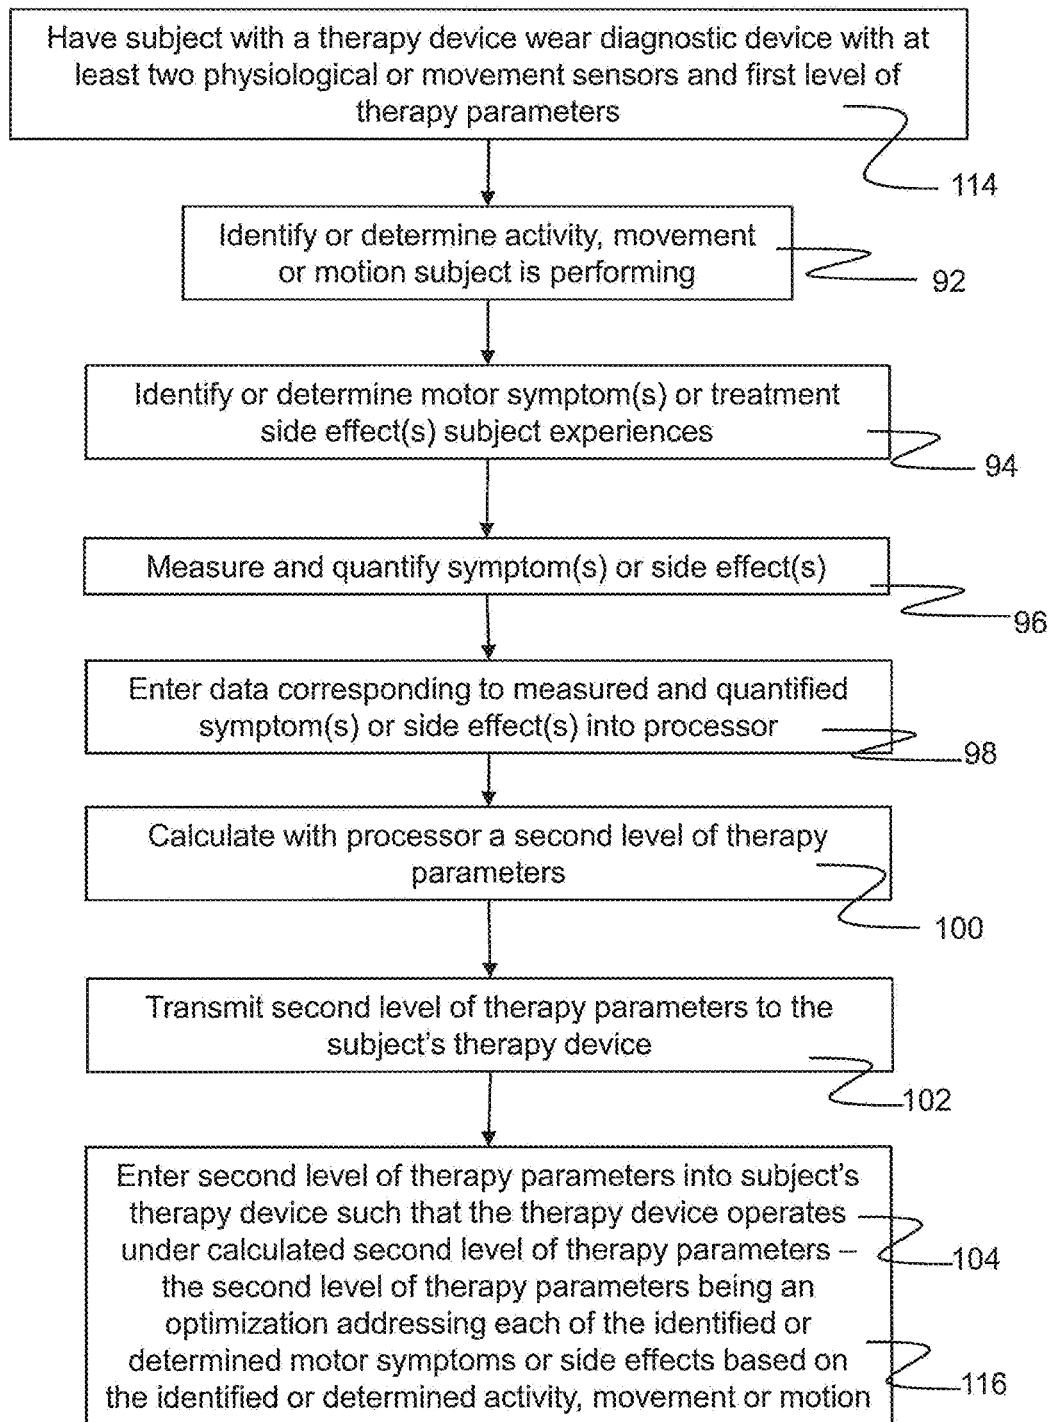 Have subject with a therapy device wear diagnostic device with at
least two physiological or movement sensors and first level of
therapy parameters
114
Identify or determine activity, movement
or motion subject is performing
92
Identify or determine motor symptom(s) or treatment
side effect(s) subject experiences
94
Measure and quantify symptom(s) or side effect(s)
96
Enter data corresponding to measured and quantified
symptom(s) or side effect(s) into processor
98
Calculate with processor a second level of therapy
parameters
100
Transmit second level of therapy parameters to the
subject's therapy device
102
Enter second level of therapy parameters into subject's
therapy device such that the therapy device operates
under calculated second level of therapy parameters –
104
the second level of therapy parameters being an
optimization addressing each of the identified or
determined motor symptoms or side effects based on
the identified or determined activity, movement or motion
116